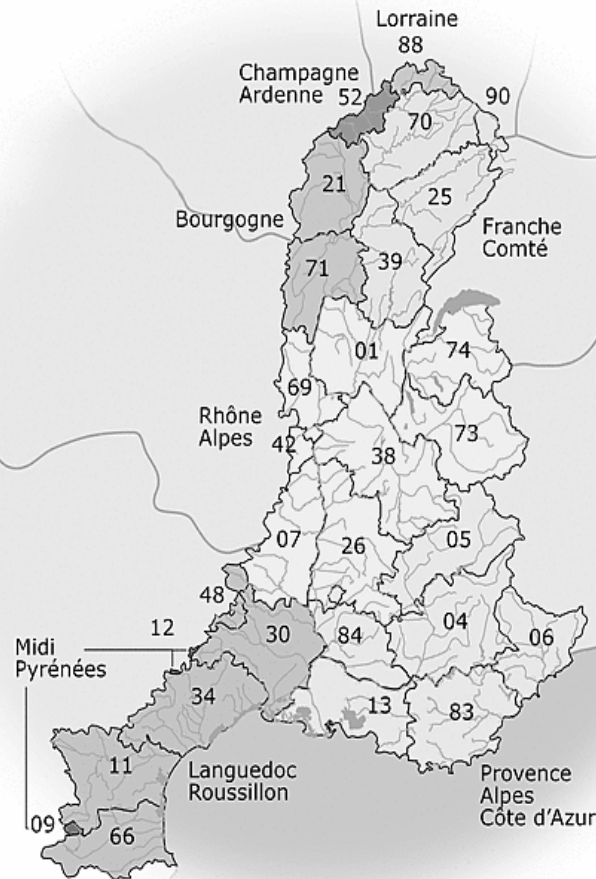 Lorraine
88
Champagne
Ardenne
52
90
70
21
25
Bourgogne
Franche
Comté
71
39
01
74
69
Rhône
Alpes
42
73
38
07
26
05
48
12
30
84
04
06
Midi
Pyrénées
34
13
83
11
Languedoc
Roussillon
Provence
Alpes
Côte d'Azur
09
66